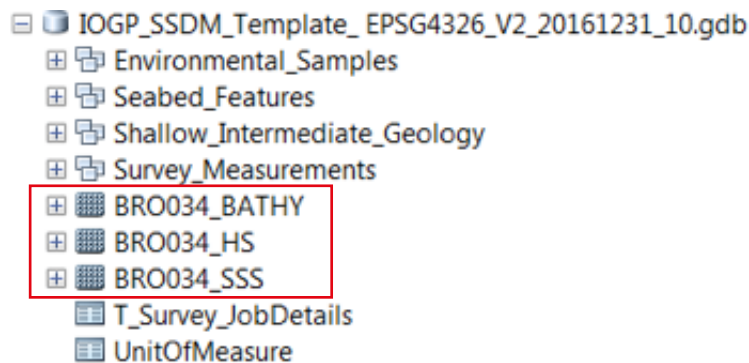 IOGP_SSDM_Template_ EPSG4326_V2_20161231_10.gdb
Environmental_Samples
Seabed_Features
Shallow_Intermediate_Geology
Survey_Measurements
BRO034_BATHY
BRO034_HS
BRO034_SSS
T_Survey_JobDetails
UnitOfMeasure